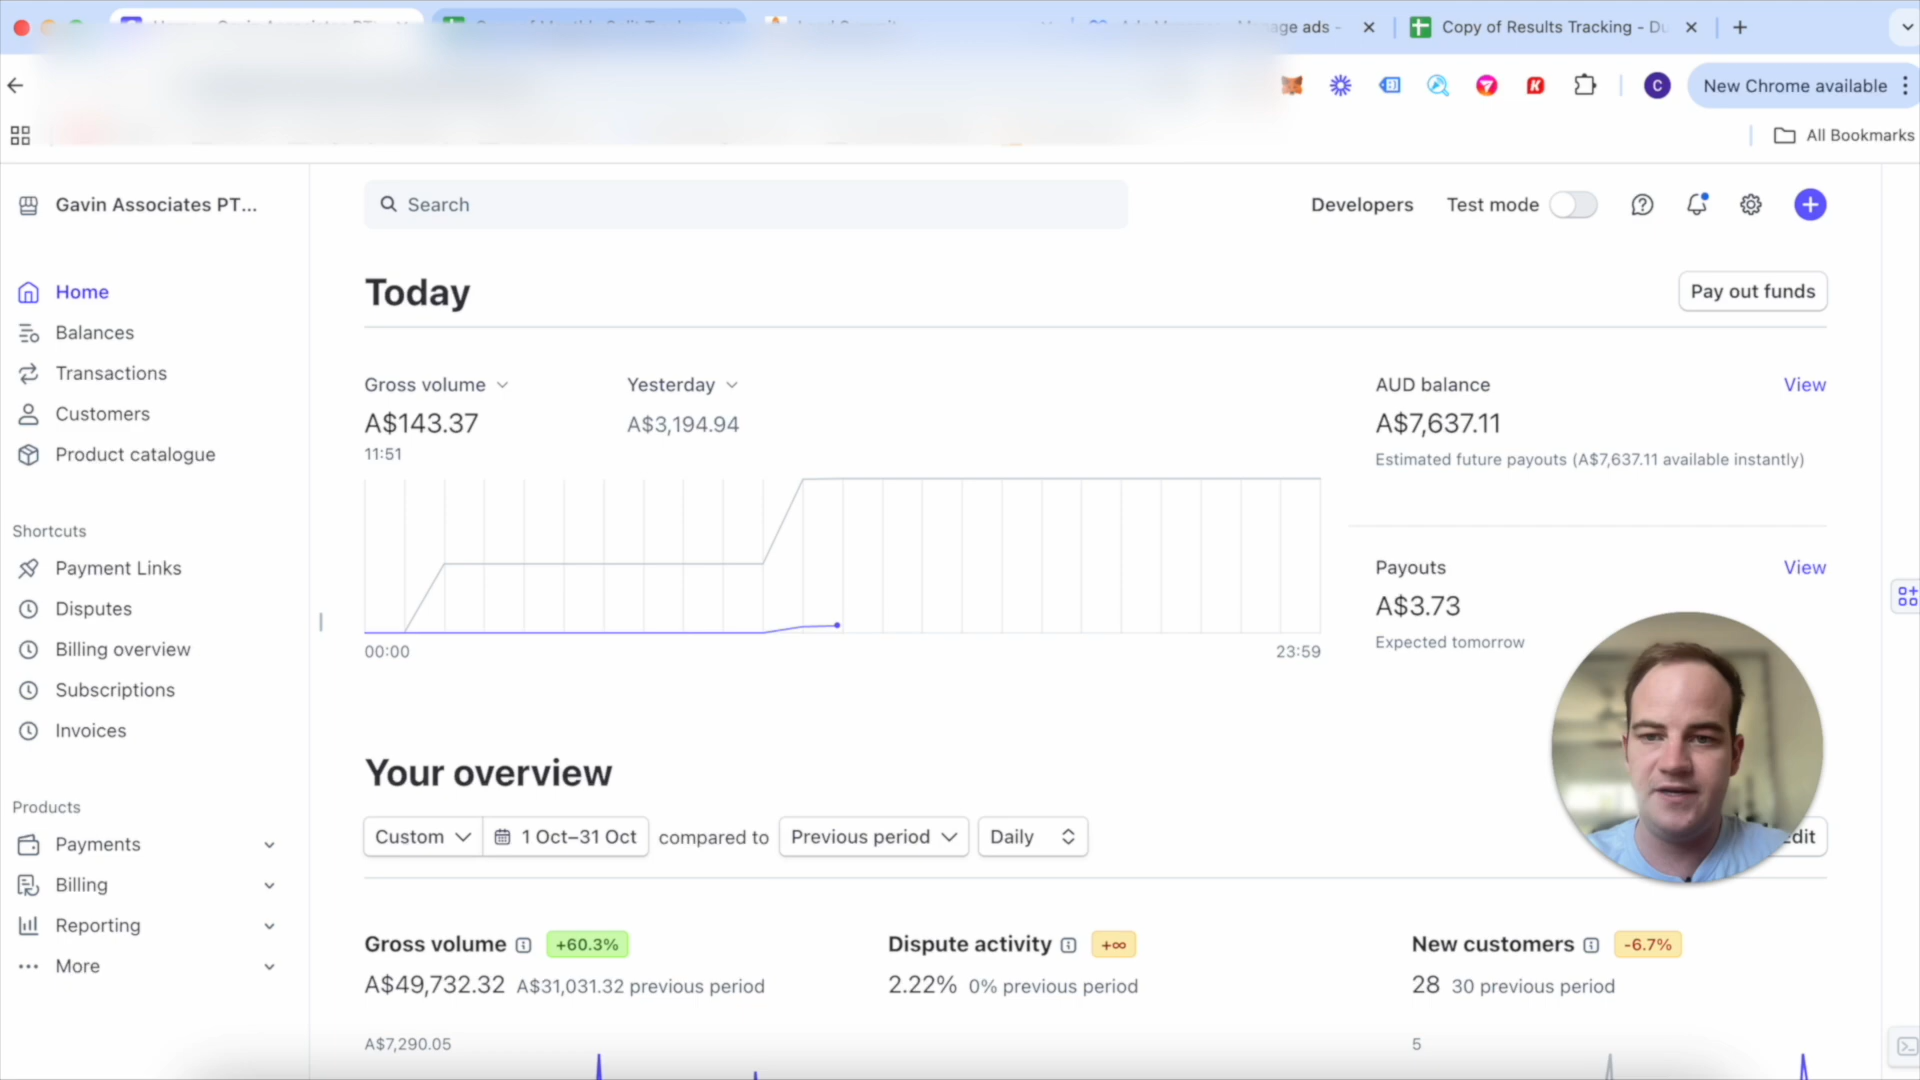 nage ads -
Copy of Results Tracking - Du
C
New Chrome available
All Bookmarks
Gavin Associates PT...
Search
Developers
Test mode
Home
Balances
Transactions
Customers
Product catalogue
Shortcuts
Payment Links
Disputes
Billing overview
Subscriptions
Invoices
Products
Payments
Billing
Reporting
More
Today
Pay out funds
Gross volume
Yesterday
A$143.37
A$3,194.94
11:51
00:00
23:59
AUD balance
View
A$7,637.11
Estimated future payouts (A$7,637.11 available instantly)
Payouts
View
A$3.73
Expected tomorrow
Your overview
Custom
1 Oct–31 Oct
compared to
Previous period
Daily
dit
Gross volume
+60.3%
A$49,732.32 A$31,031.32 previous period
A$7,290.05
Dispute activity
+∞
2.22% 0% previous period
New customers
-6.7%
28 30 previous period
5